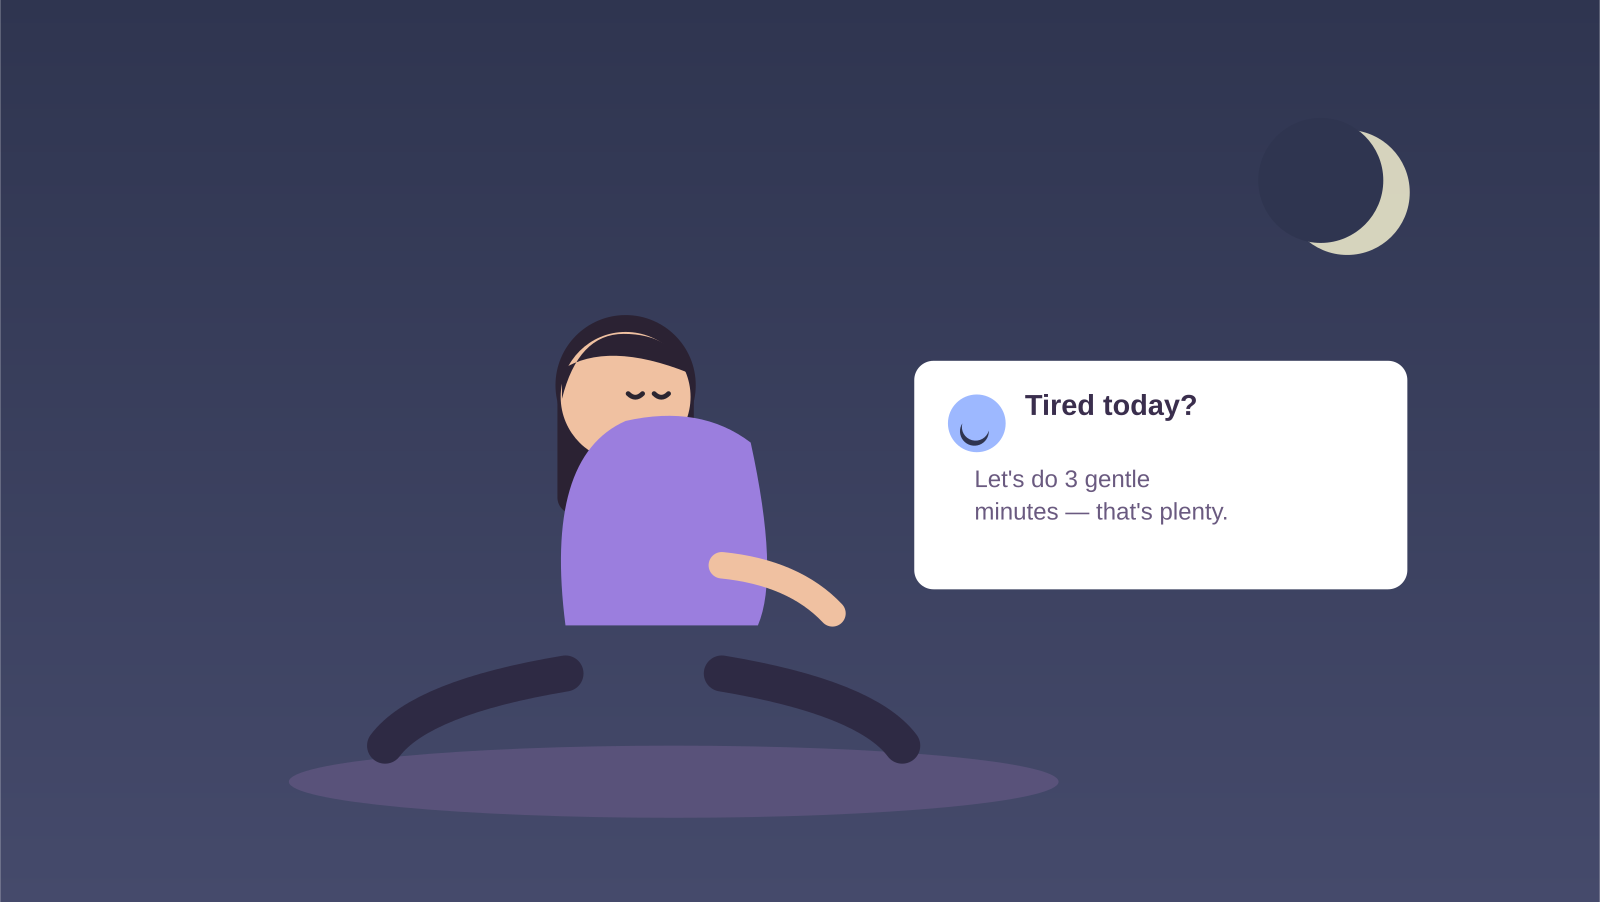 Tired today?
Let's do 3 gentle
minutes — that's plenty.